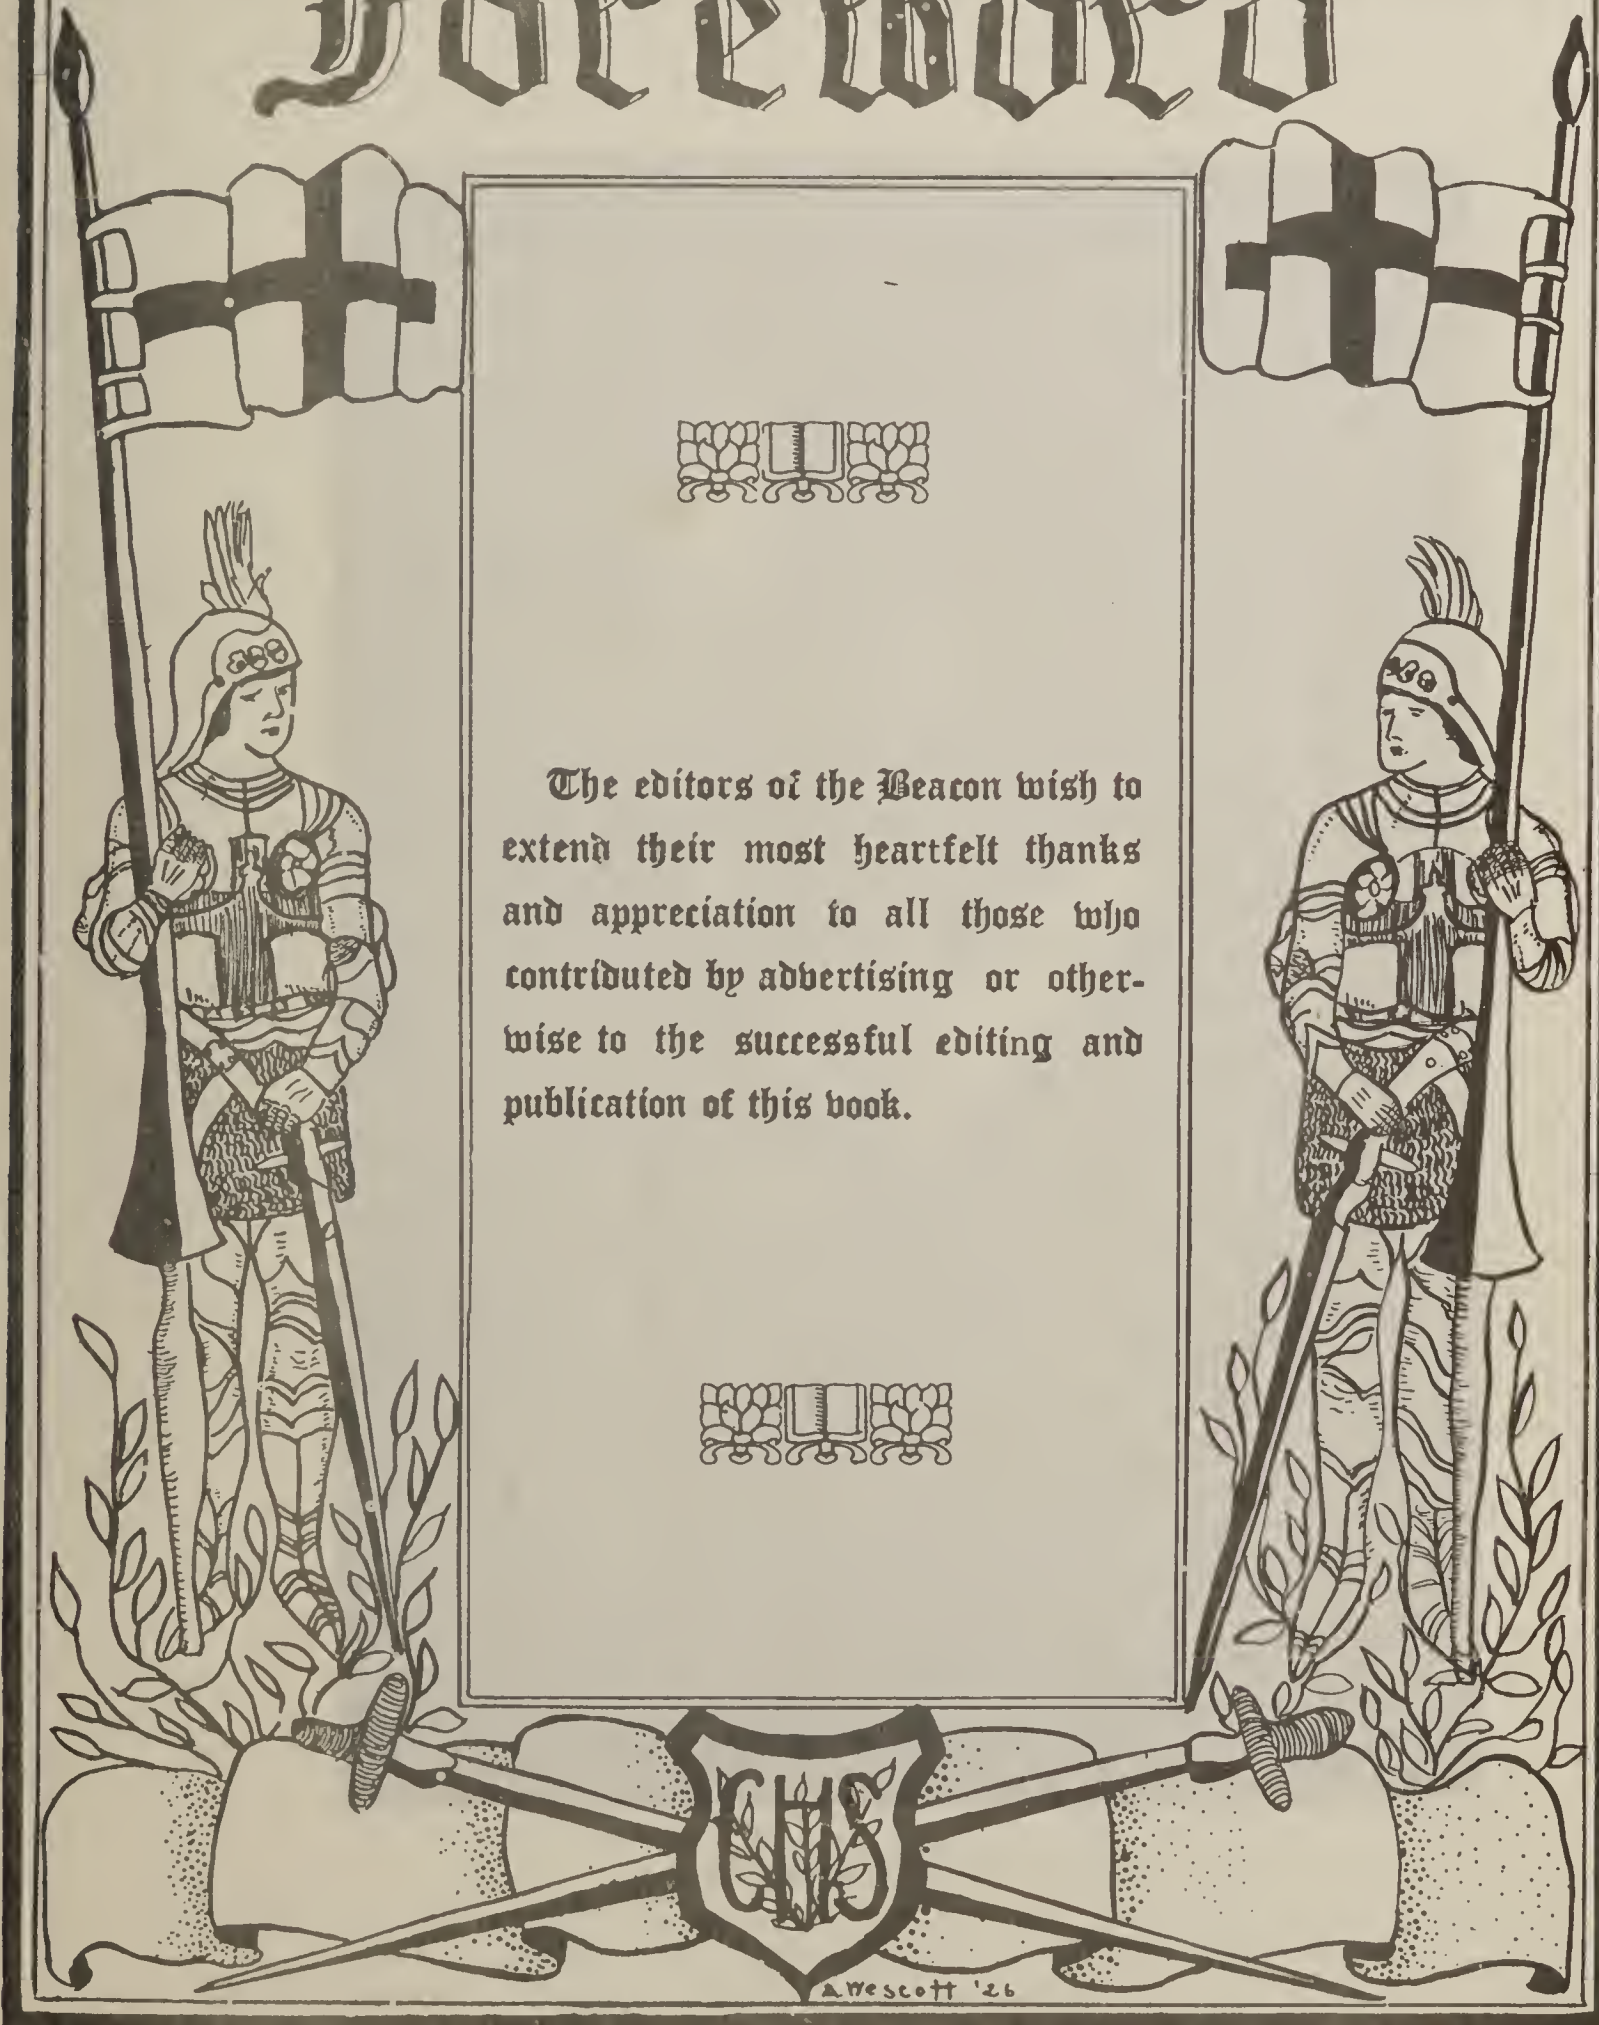 Foreword
The editors of the Beacon wish to
extend their most heartfelt thanks
and appreciation to all those who
contributed by advertising or other-
wise to the successful editing and
publication of this book.
CHS
A. Wescott '26